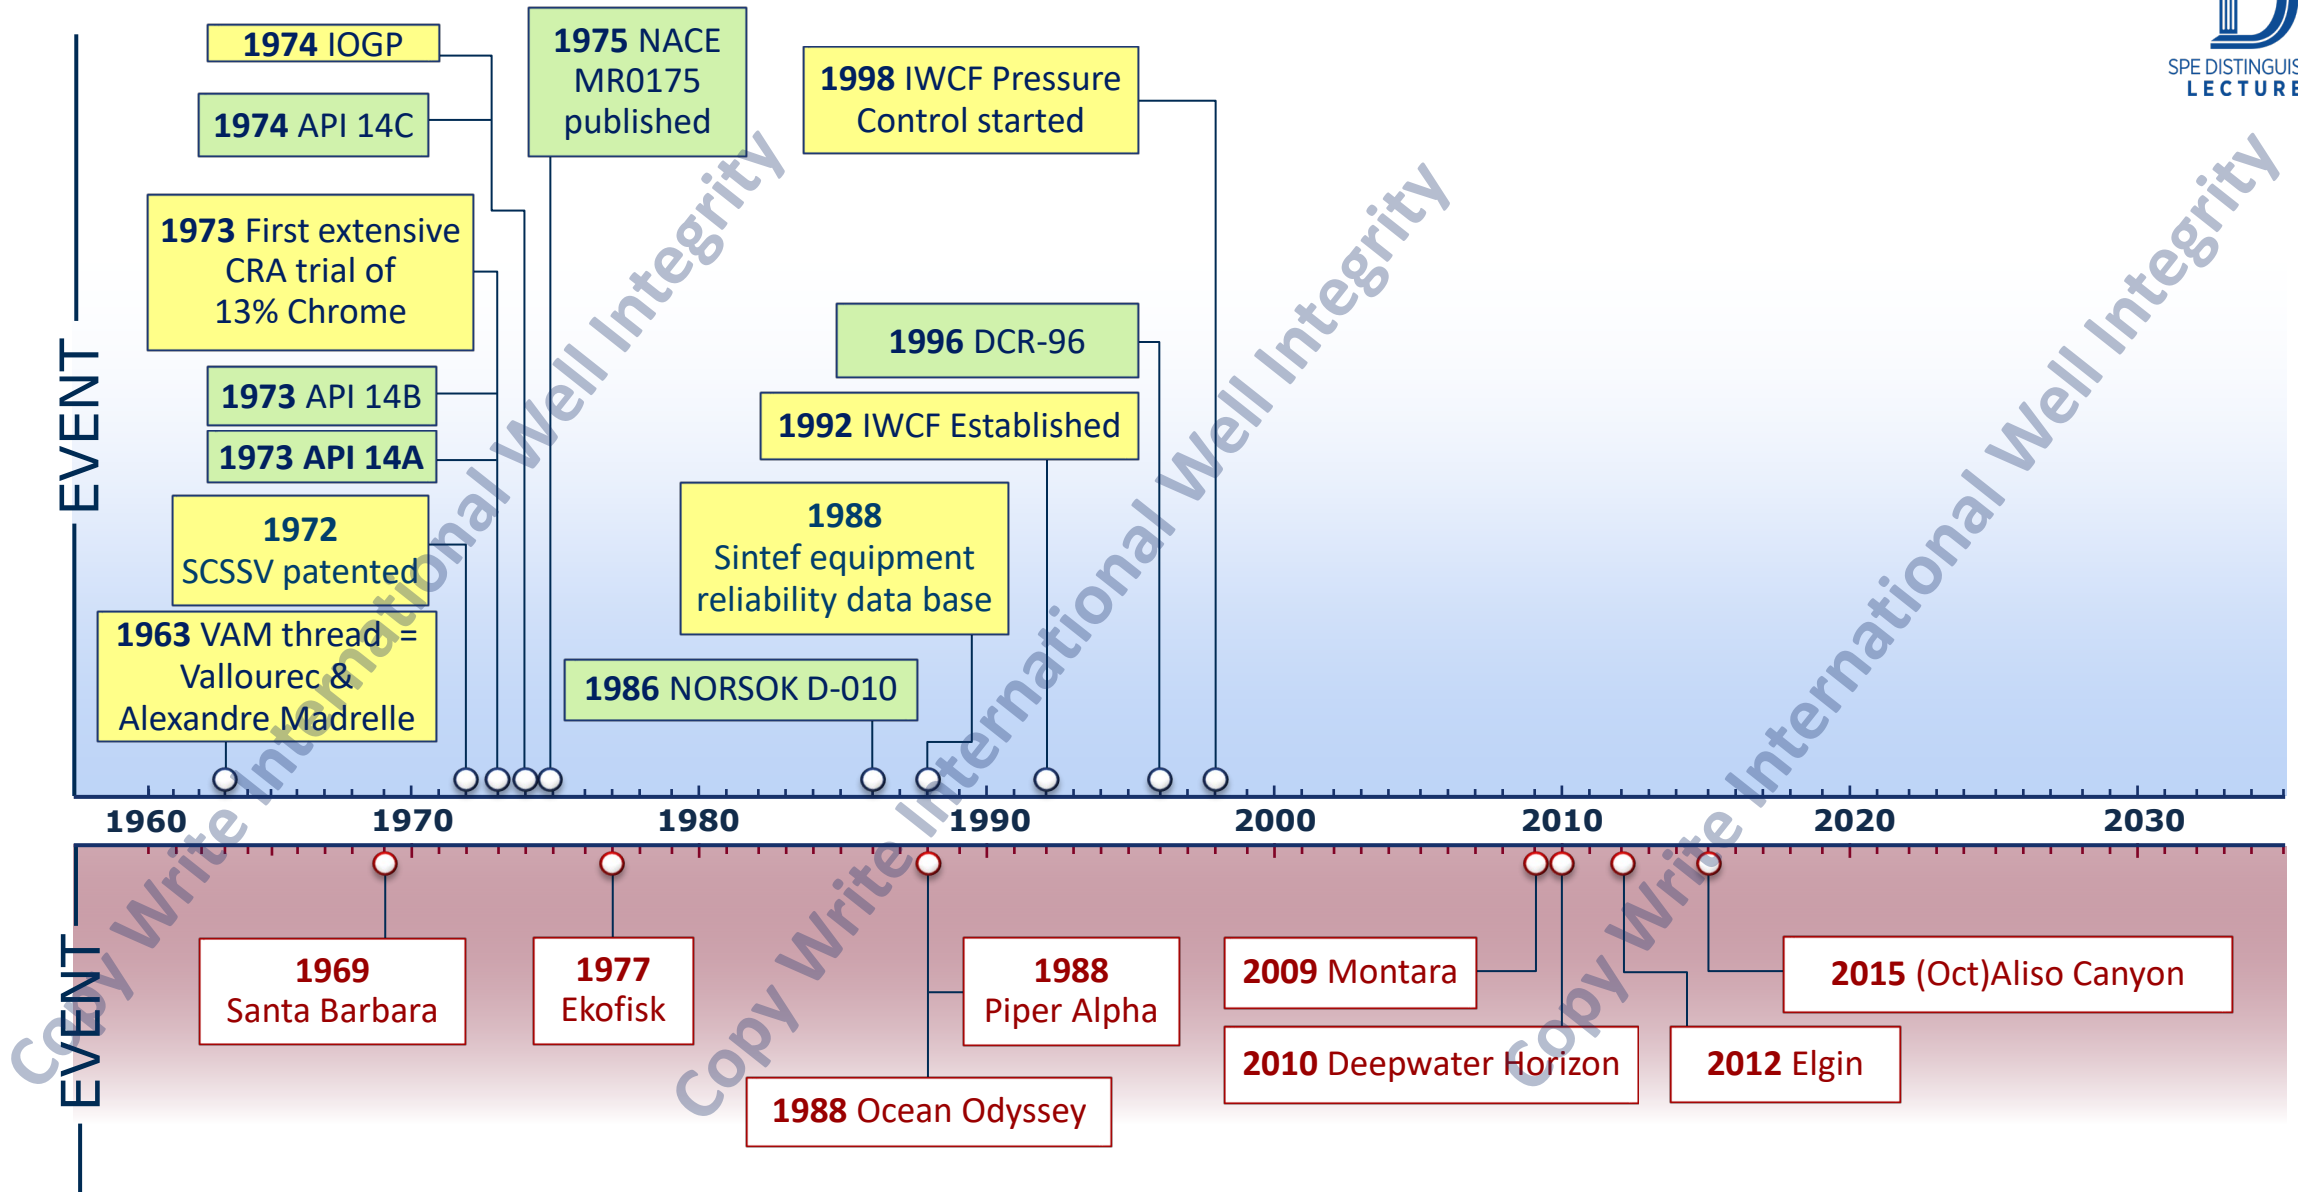 SPE DISTINGUIS
LECTURE
EVENT
1974 IOGP
1974 API 14C
1975 NACE
MR0175
published
1998 IWCF Pressure
Control started
1973 First extensive
CRA trial of
13% Chrome
1973 API 14B
1973 API 14A
1996 DCR-96
1992 IWCF Established
1972
SCSSV patented
1988
Sintef equipment
reliability data base
1963 VAM thread =
Vallourec &
Alexandre Madrelle
1986 NORSOK D-010
1960 1970 1980 1990 2000 2010 2020 2030
EVENT
1969
Santa Barbara
1977
Ekofisk
1988
Piper Alpha
1988 Ocean Odyssey
2009 Montara
2010 Deepwater Horizon
2012 Elgin
2015 (Oct)Aliso Canyon
Copy Write International Well Integrity
Copy Write International Well Integrity
Copy Write International Well Integrity